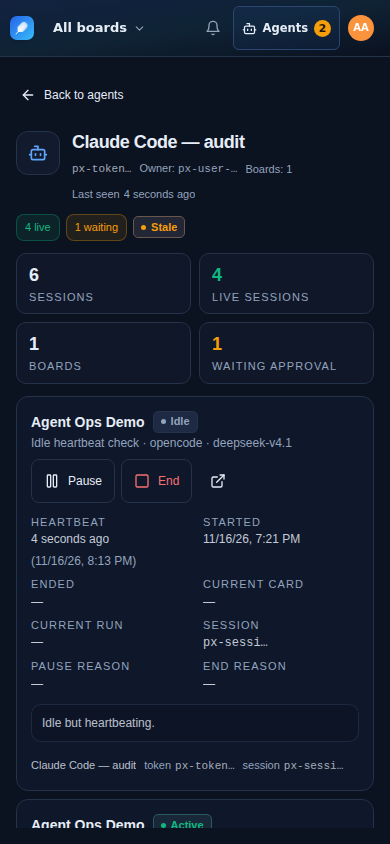 All boards
Agents 2
AA
Back to agents
Claude Code — audit
px-token… Owner: px-user-… Boards: 1
Last seen 4 seconds ago
4 live
1 waiting
Stale
6
SESSIONS
4
LIVE SESSIONS
1
BOARDS
1
WAITING APPROVAL
Agent Ops Demo Idle
Idle heartbeat check · opencode · deepseek-v4.1
Pause
End
HEARTBEAT
4 seconds ago
(11/16/26, 8:13 PM)
STARTED
11/16/26, 7:21 PM
ENDED
—
CURRENT CARD
—
CURRENT RUN
—
SESSION
px-sessi…
PAUSE REASON
—
END REASON
—
Idle but heartbeating.
Claude Code — audit token px-token… session px-sessi…
Agent Ops Demo Active